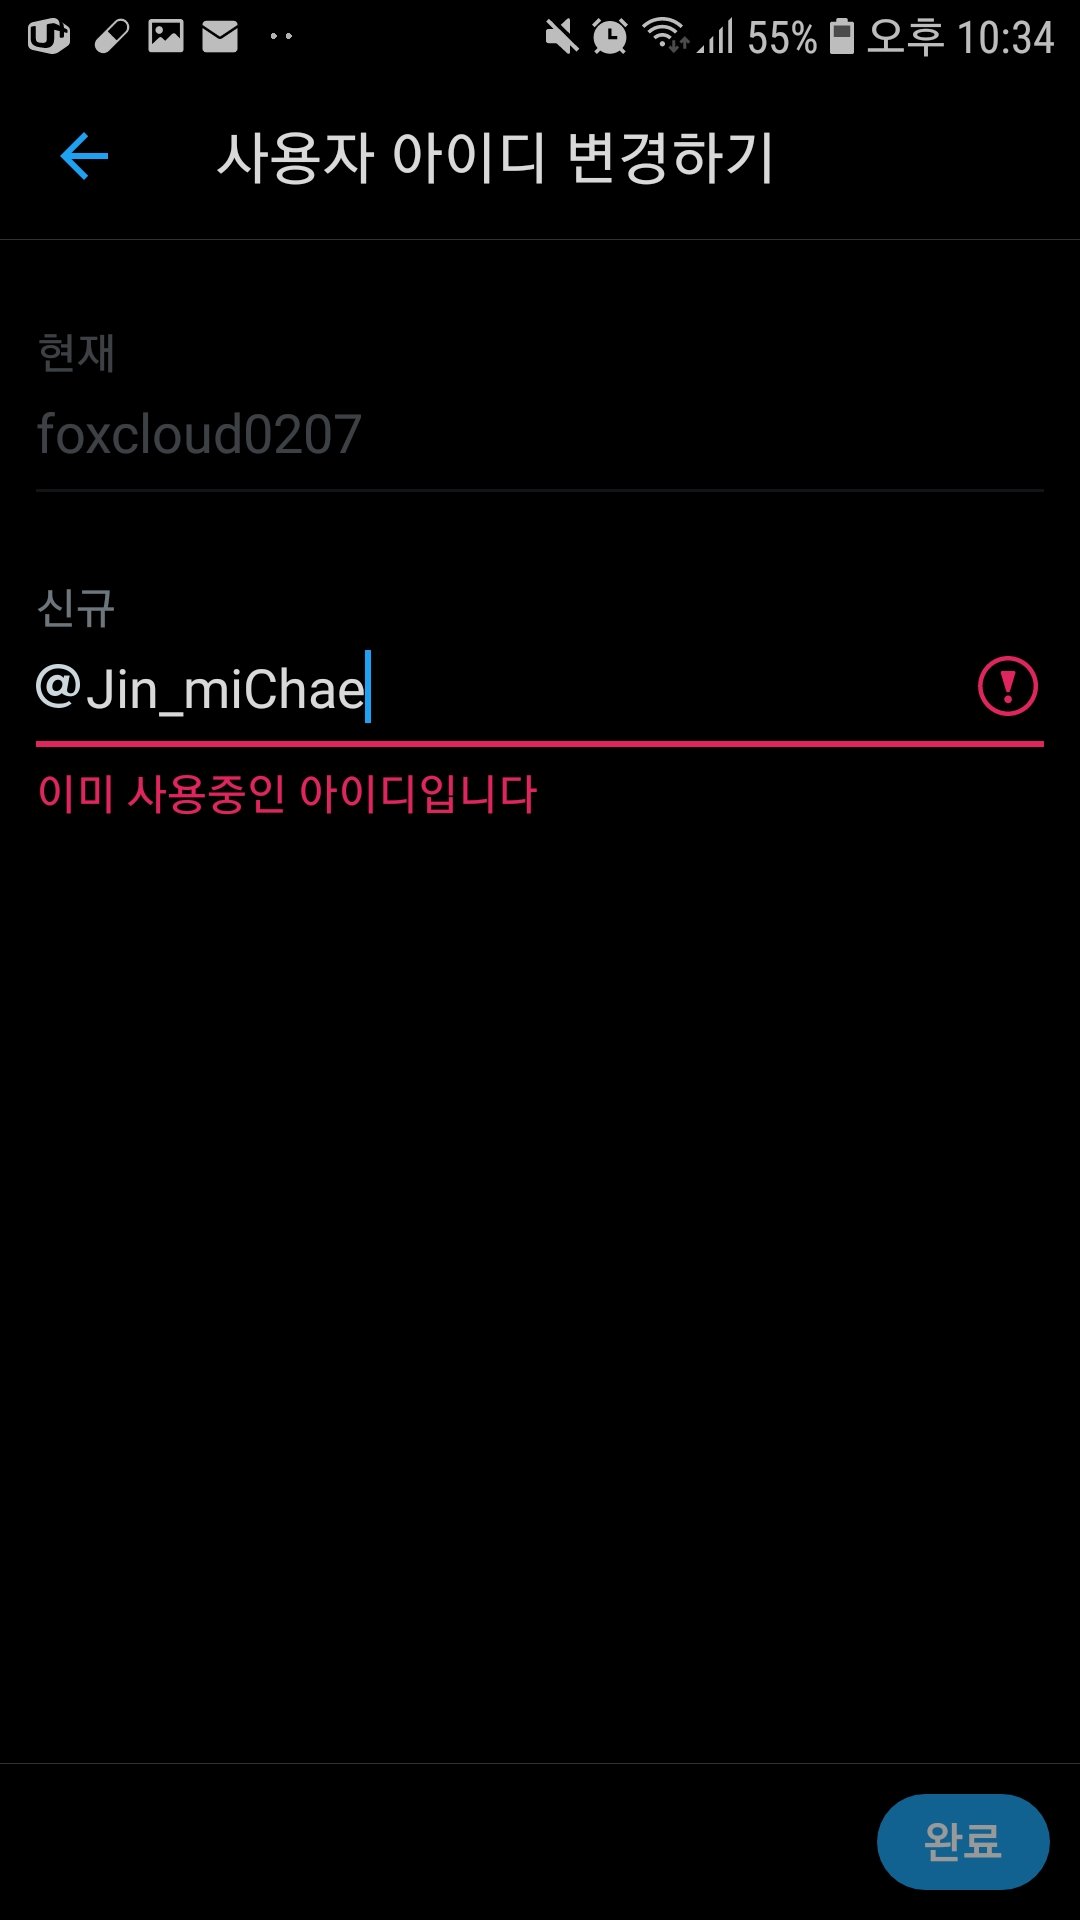 55% 오후 10:34
사용자 아이디 변경하기
현재
foxcloud0207
신규
@Jin_miChae
이미 사용중인 아이디입니다
완료